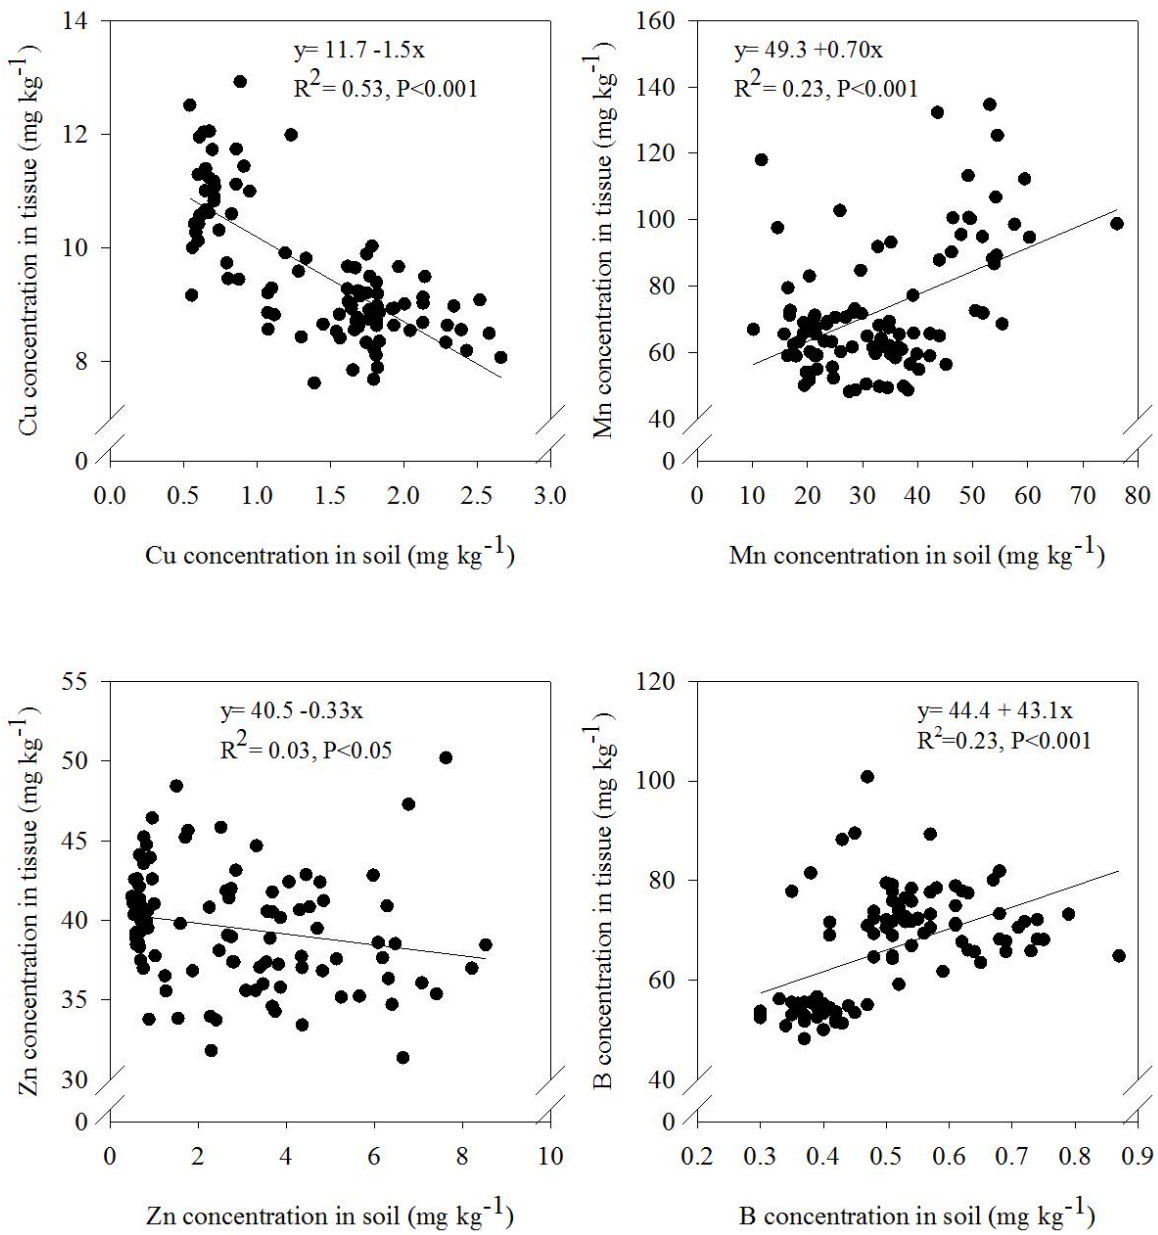 Cu concentration in tissue (mg kg-1)
14
12
10
8
0
y= 11.7 -1.5x
R2= 0.53, P<0.001
0.0 0.5 1.0 1.5 2.0 2.5 3.0
Cu concentration in soil (mg kg-1)
Mn concentration in tissue (mg kg-1)
160
140
120
100
80
60
40
0
y= 49.3 +0.70x
R2= 0.23, P<0.001
0 10 20 30 40 50 60 70 80
Mn concentration in soil (mg kg-1)
Zn concentration in tissue (mg kg-1)
55
50
45
40
35
30
0
y= 40.5 -0.33x
R2= 0.03, P<0.05
0 2 4 6 8 10
Zn concentration in soil (mg kg-1)
B concentration in tissue (mg kg-1)
120
100
80
60
40
0
y= 44.4 + 43.1x
R2=0.23, P<0.001
0.2 0.3 0.4 0.5 0.6 0.7 0.8 0.9
B concentration in soil (mg kg-1)